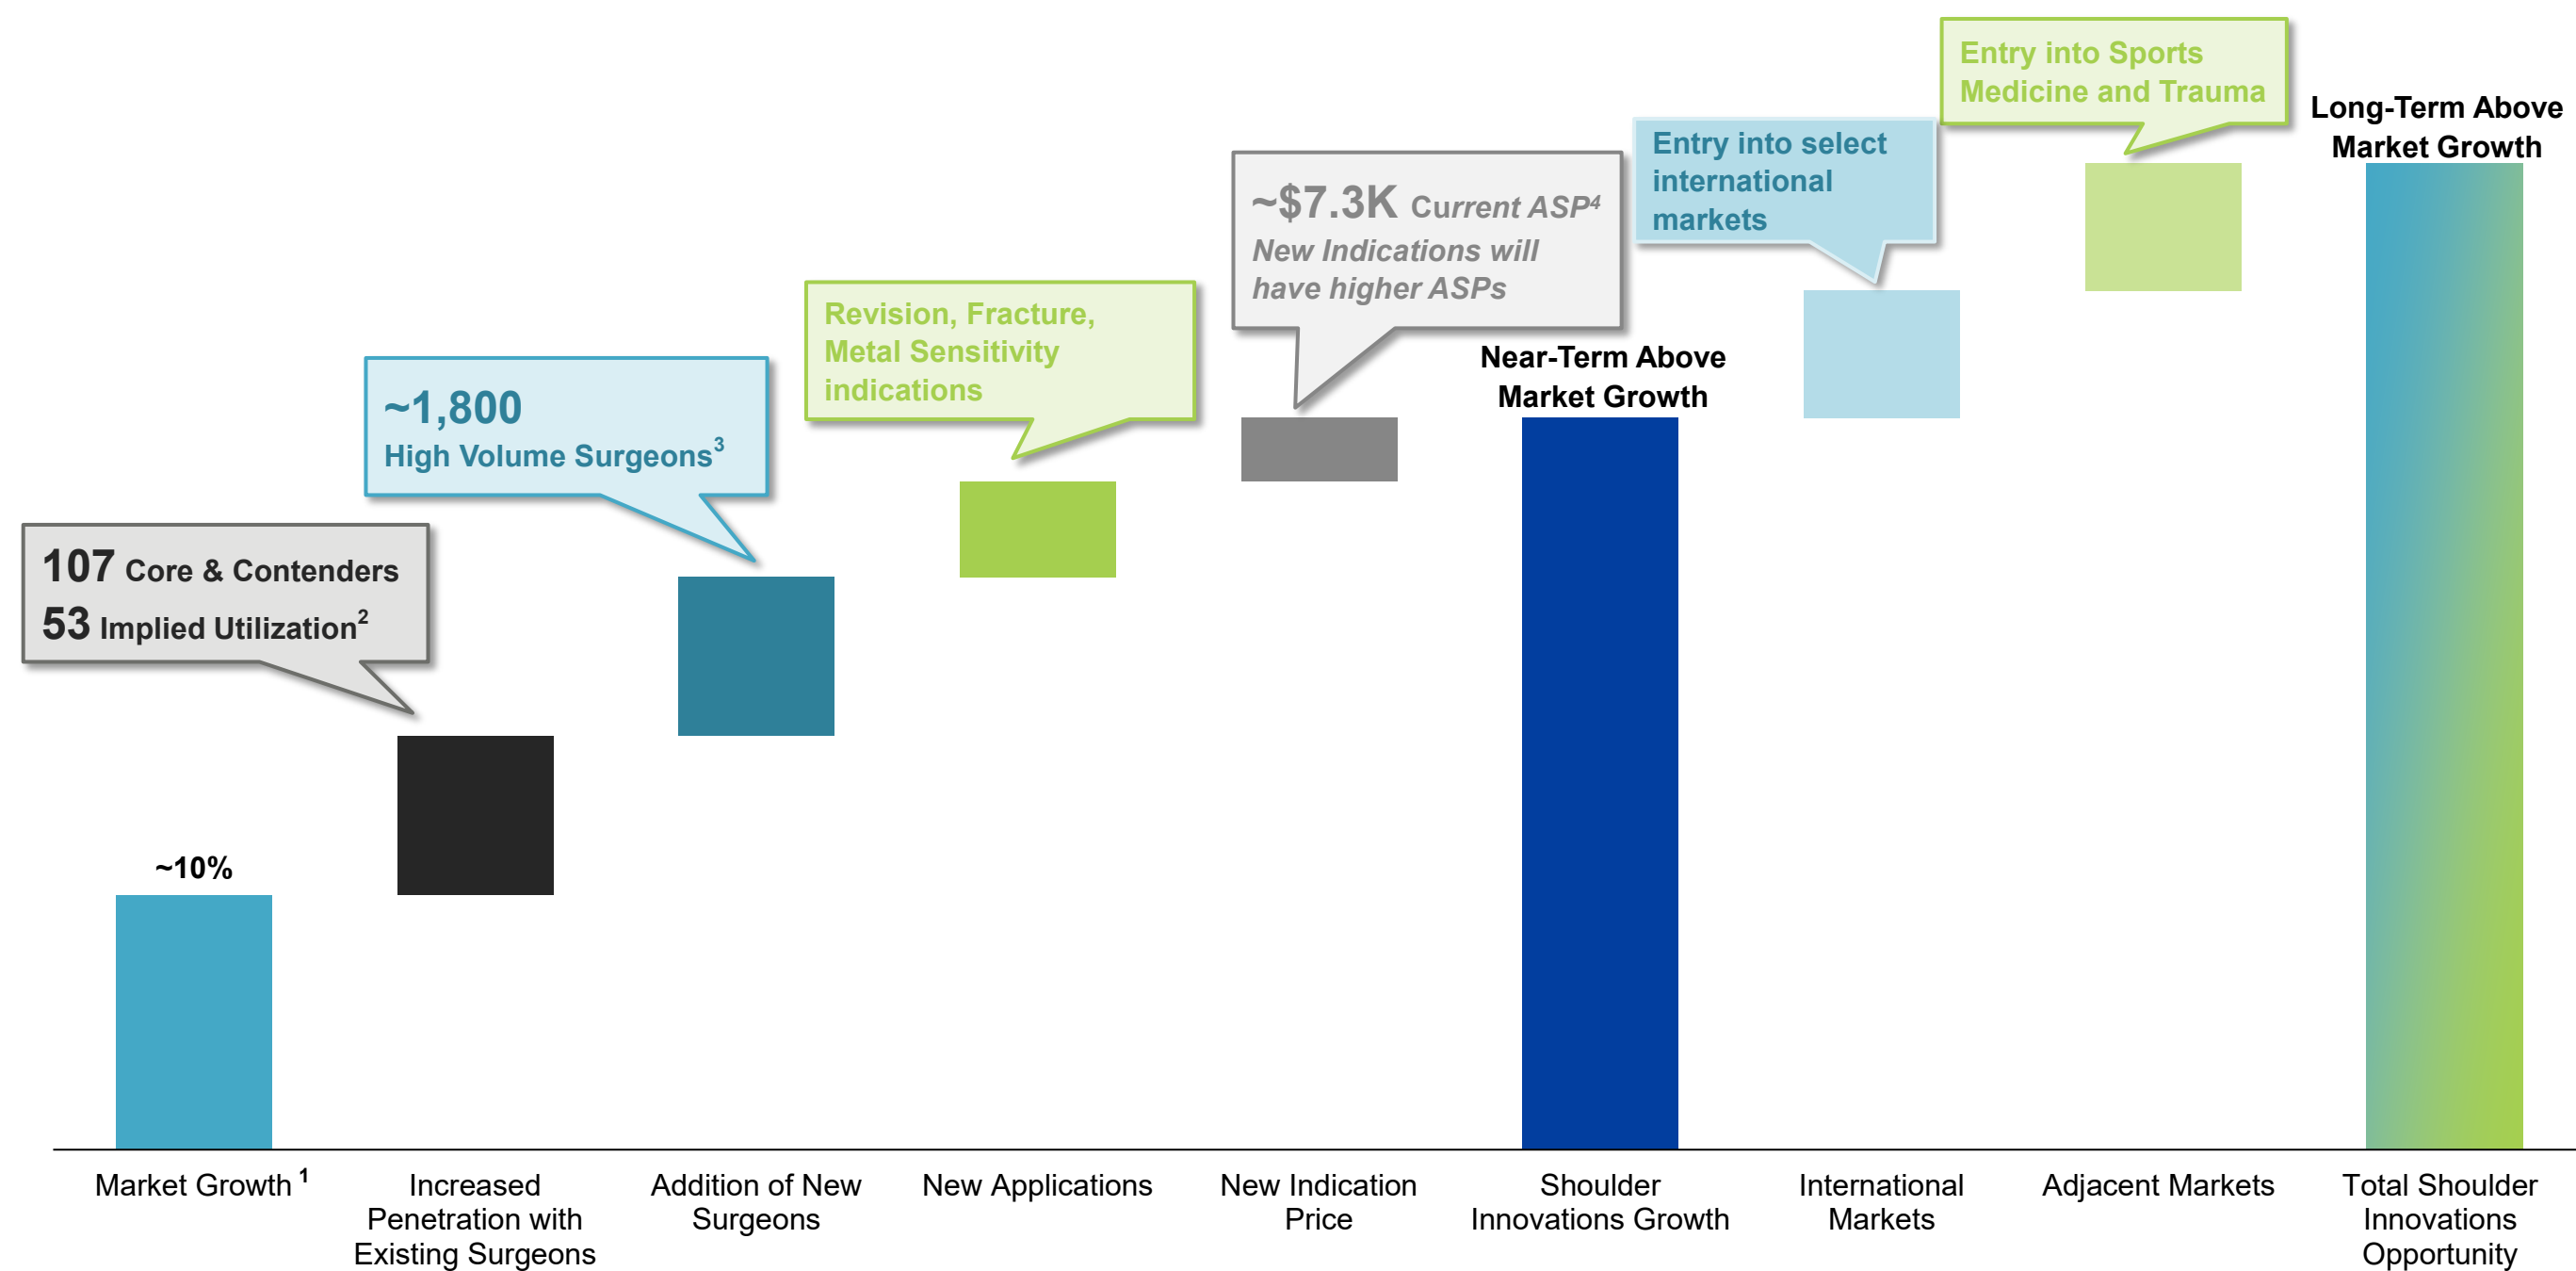 Entry into Sports
Medicine and Trauma
Long-Term Above
Market Growth
Entry into select
international
markets
~$7.3K Current ASP4
New Indications will
have higher ASPs
Near-Term Above
Market Growth
Revision, Fracture,
Metal Sensitivity
indications
~1,800
High Volume Surgeons3
107 Core & Contenders
53 Implied Utilization2
~10%
Market Growth 1
Increased
Penetration with
Existing Surgeons
Addition of New
Surgeons
New Applications
New Indication
Price
Shoulder
Innovations Growth
International
Markets
Adjacent Markets
Total Shoulder
Innovations
Opportunity